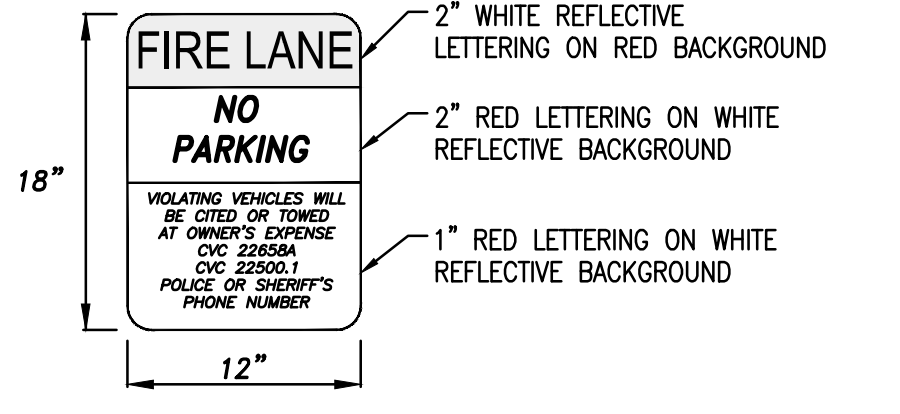 FIRE LANE
NO
PARKING
VIOLATING VEHICLES WILL
BE CITED OR TOWED
AT OWNER'S EXPENSE
CVC 22658A
CVC 22500.1
POLICE OR SHERIFF'S
PHONE NUMBER
18"
12"
2" WHITE REFLECTIVE
LETTERING ON RED BACKGROUND
2" RED LETTERING ON WHITE
REFLECTIVE BACKGROUND
1" RED LETTERING ON WHITE
REFLECTIVE BACKGROUND